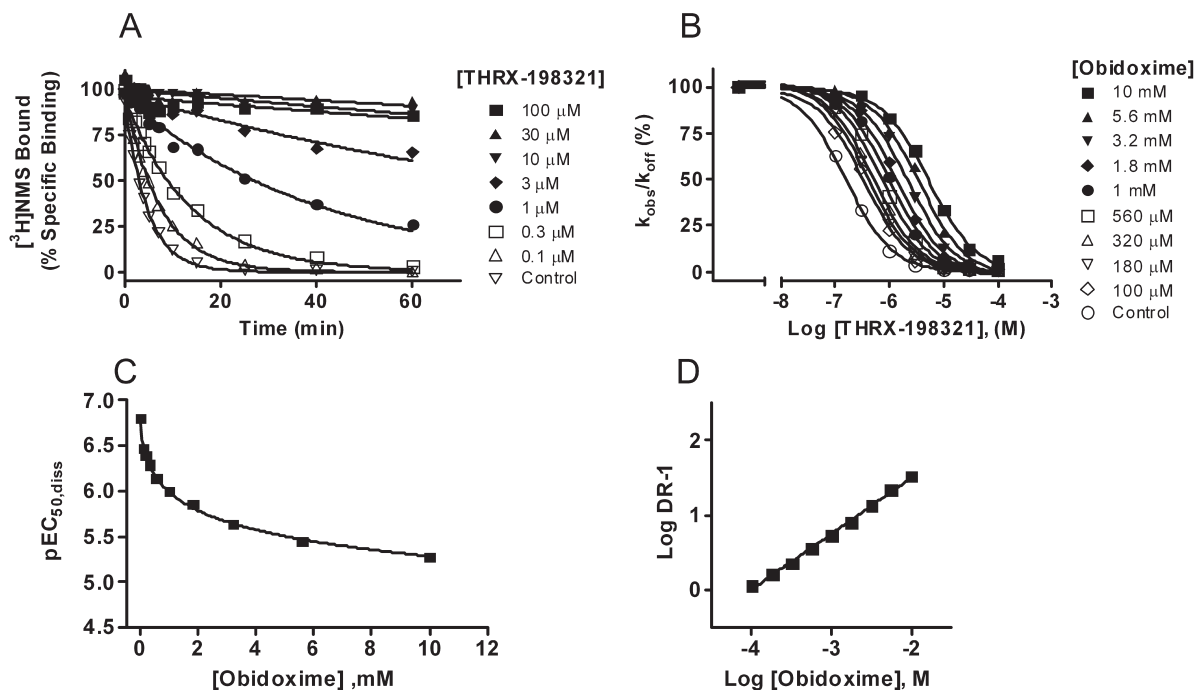 A
[³H]NMS Bound
(% Specific Binding)
100
75
50
25
0
0
20
40
60
Time (min)
[THRX-198321]
100 μM
30 μM
10 μM
3 μM
1 μM
0.3 μM
0.1 μM
Control
B
kobs/koff (%)
100
75
50
25
0
-8
-7
-6
-5
-4
-3
Log [THRX-198321], (M)
[Obidoxime]
10 mM
5.6 mM
3.2 mM
1.8 mM
1 mM
560 μM
320 μM
180 μM
100 μM
Control
C
pEC50,diss
7.0
6.5
6.0
5.5
5.0
4.5
0
2
4
6
8
10
12
[Obidoxime] ,mM
D
Log DR-1
2
1
0
-4
-3
-2
Log [Obidoxime], M